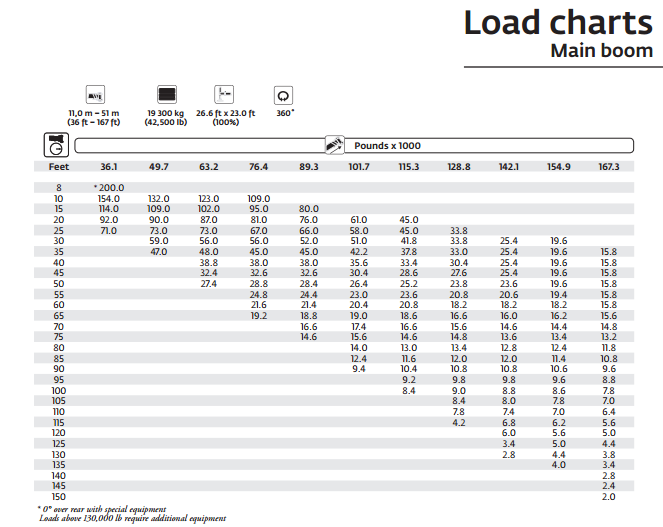 Load charts
Main boom
11,0 m – 51 m 19 300 kg 26.6 ft x 23.0 ft 360°
(36 ft – 167 ft) (42,500 lb) (100%)
Pounds x 1000
Feet 36.1 49.7 63.2 76.4 89.3 101.7 115.3 128.8 142.1 154.9 167.3
8 *200.0
10 154.0 132.0 123.0 109.0
15 114.0 109.0 102.0 95.0 80.0
20 92.0 90.0 87.0 81.0 76.0 61.0 45.0
25 71.0 73.0 73.0 67.0 66.0 58.0 45.0 33.8
30 59.0 56.0 56.0 52.0 51.0 41.8 33.8 25.4 19.6
35 47.0 48.0 45.0 45.0 42.2 37.8 33.0 25.4 19.6 15.8
40 38.8 38.0 38.0 35.6 33.4 30.4 25.4 19.6 15.8
45 32.4 32.6 32.6 30.4 28.6 27.6 25.4 19.6 15.8
50 27.4 28.8 28.4 26.4 25.2 23.8 23.6 19.6 15.8
55 24.8 24.4 23.0 23.6 20.8 20.6 19.4 15.8
60 21.6 21.4 20.4 20.8 18.2 18.2 18.2 15.8
65 19.2 18.8 19.0 18.6 16.6 16.0 16.2 15.6
70 16.6 17.4 16.6 15.6 14.6 14.4 14.8
75 14.6 15.6 14.6 14.8 13.6 13.4 13.2
80 14.0 13.0 13.4 12.8 12.4 11.8
85 12.4 11.6 12.0 12.0 11.4 10.8
90 9.4 10.4 10.8 10.8 10.6 9.6
95 9.2 9.8 9.8 9.6 8.8
100 8.4 9.0 8.8 8.6 7.8
105 8.4 8.0 7.8 7.0
110 7.8 7.4 7.0 6.4
115 4.2 6.8 6.2 5.6
120 6.0 5.6 5.0
125 3.4 5.0 4.4
130 2.8 4.4 3.8
135 4.0 3.4
140 2.8
145 2.4
150 2.0
* 0° over rear with special equipment
Loads above 130,000 lb require additional equipment